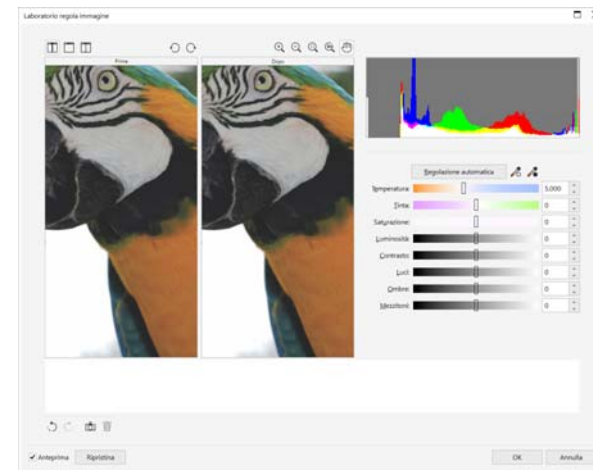 Laboratorio regola immagine
Prima
Dopo
Regolazione automatica
Temperatura: 5.000
Tinta: 0
Saturazione: 0
Luminosità: 0
Contrasto: 0
Luci: 0
Ombre: 0
Mezzitoni: 0
Anteprima
Ripristina
OK
Annulla